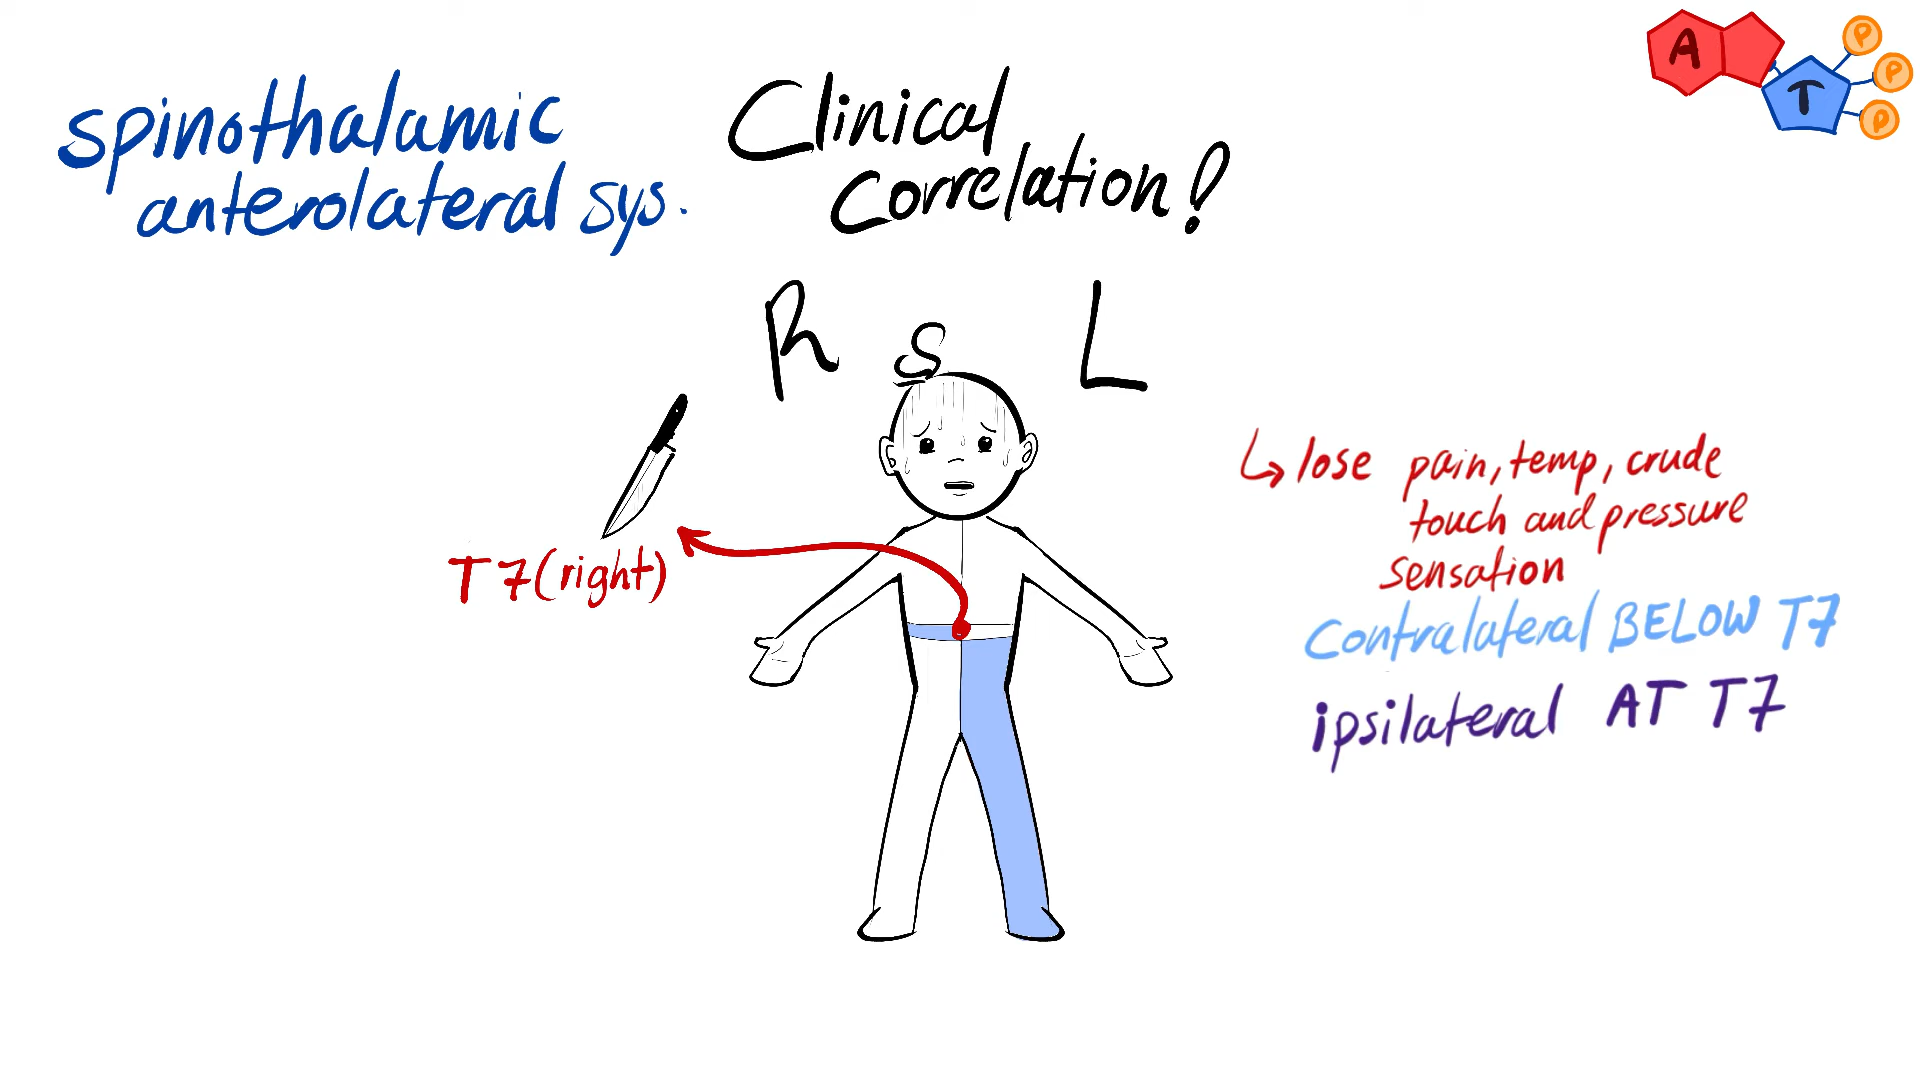 spinothalamic
anterolateral sys.
Clinical
correlation!
A
T
P
P
P
R
L
T7(right)
↳ lose pain, temp, crude
touch and pressure
sensation
Contralateral BELOW T7
ipsilateral AT T7